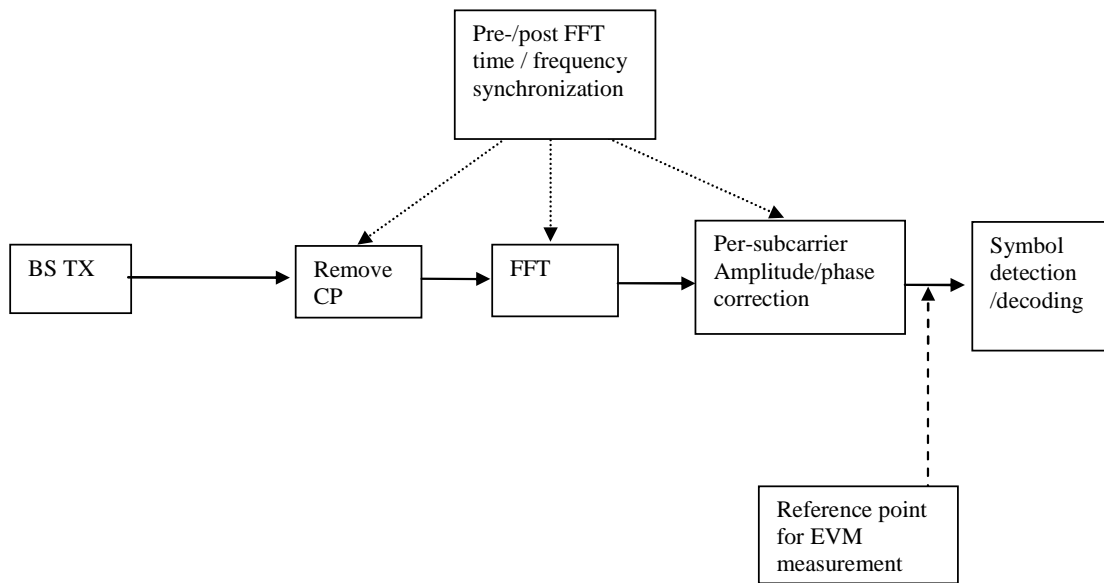 Pre-/post FFT
time / frequency
synchronization
BS TX
Remove
CP
FFT
Per-subcarrier
Amplitude/phase
correction
Symbol
detection
/decoding
Reference point
for EVM
measurement